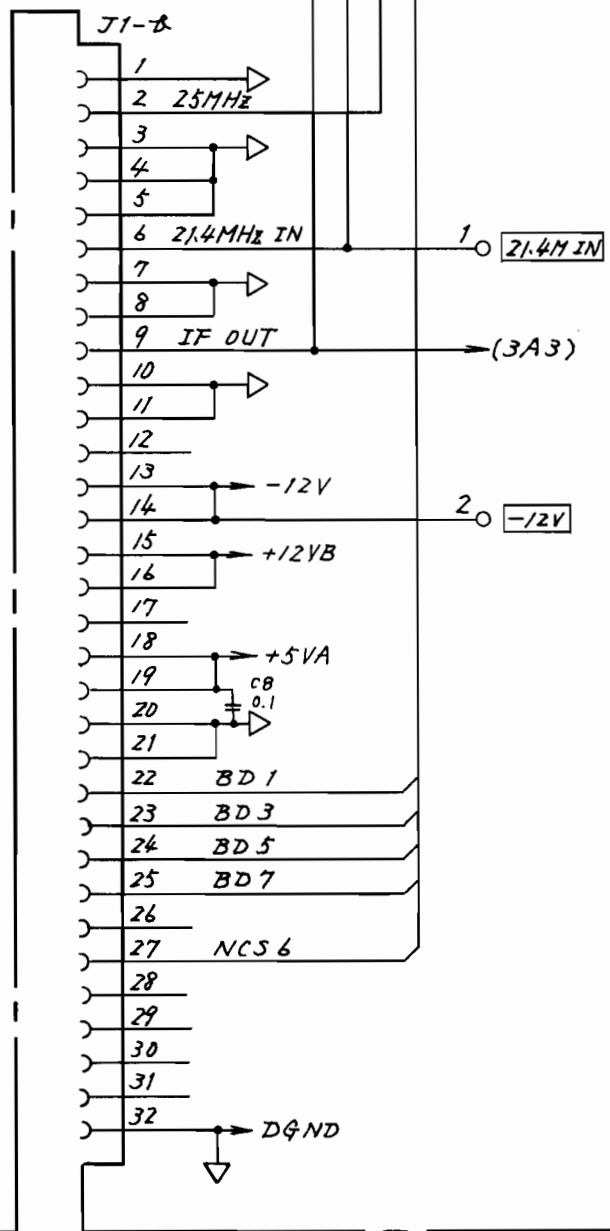 J1-b
1
2 25MHz
3
4
5
6 21.4MHz IN 1 21.4M IN
7
8
9 IF OUT (3A3)
10
11
12
13 -12V
14 2 -12V
15 +12VB
16
17
18 +5VA
19 C8
20 0.1
21
22 BD1
23 BD3
24 BD5
25 BD7
26
27 NCS6
28
29
30
31
32 DGND